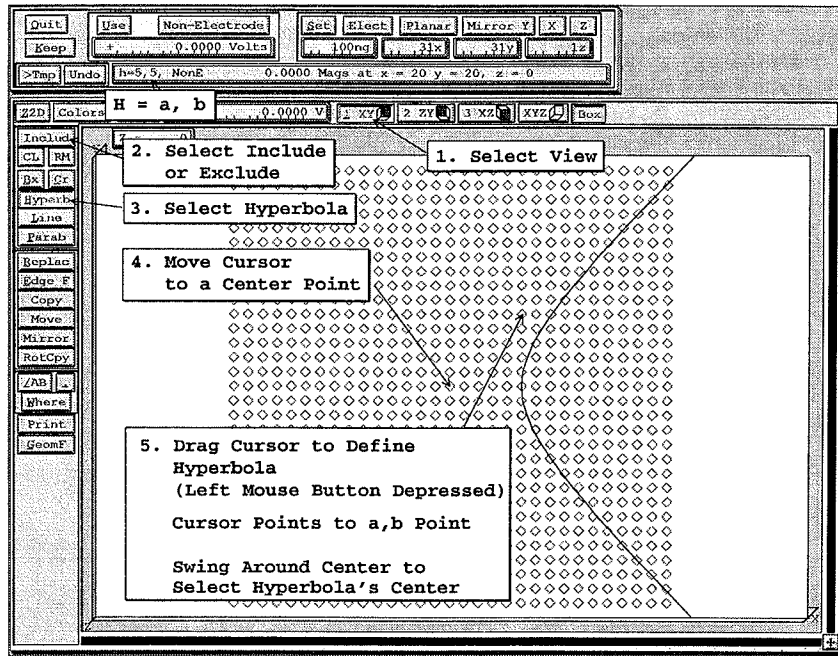 Quit Use Non-Electrode Set Elect Planar Mirror Y X Z
Keep +, 0.0000 Volts 100ng 31x 31y 1z
>Tmp Undo h=5,5, NonE 0.0000 Mags at x = 20 y = 20, z = 0
H = a, b
Z2D Colors 0.0000 V 1 XY 2 ZY 3 XZ XYZ Box
Includ
2. Select Include
or Exclude
1. Select View
CL RM
Bx Cr
Hyperb
3. Select Hyperbola
Line
Parab
Replac
4. Move Cursor
to a Center Point
Edge F
Copy
Move
Mirror
RotCpy
∠AB .
Where
Print
GeomF
5. Drag Cursor to Define
Hyperbola
(Left Mouse Button Depressed)
Cursor Points to a,b Point
Swing Around Center to
Select Hyperbola's Center